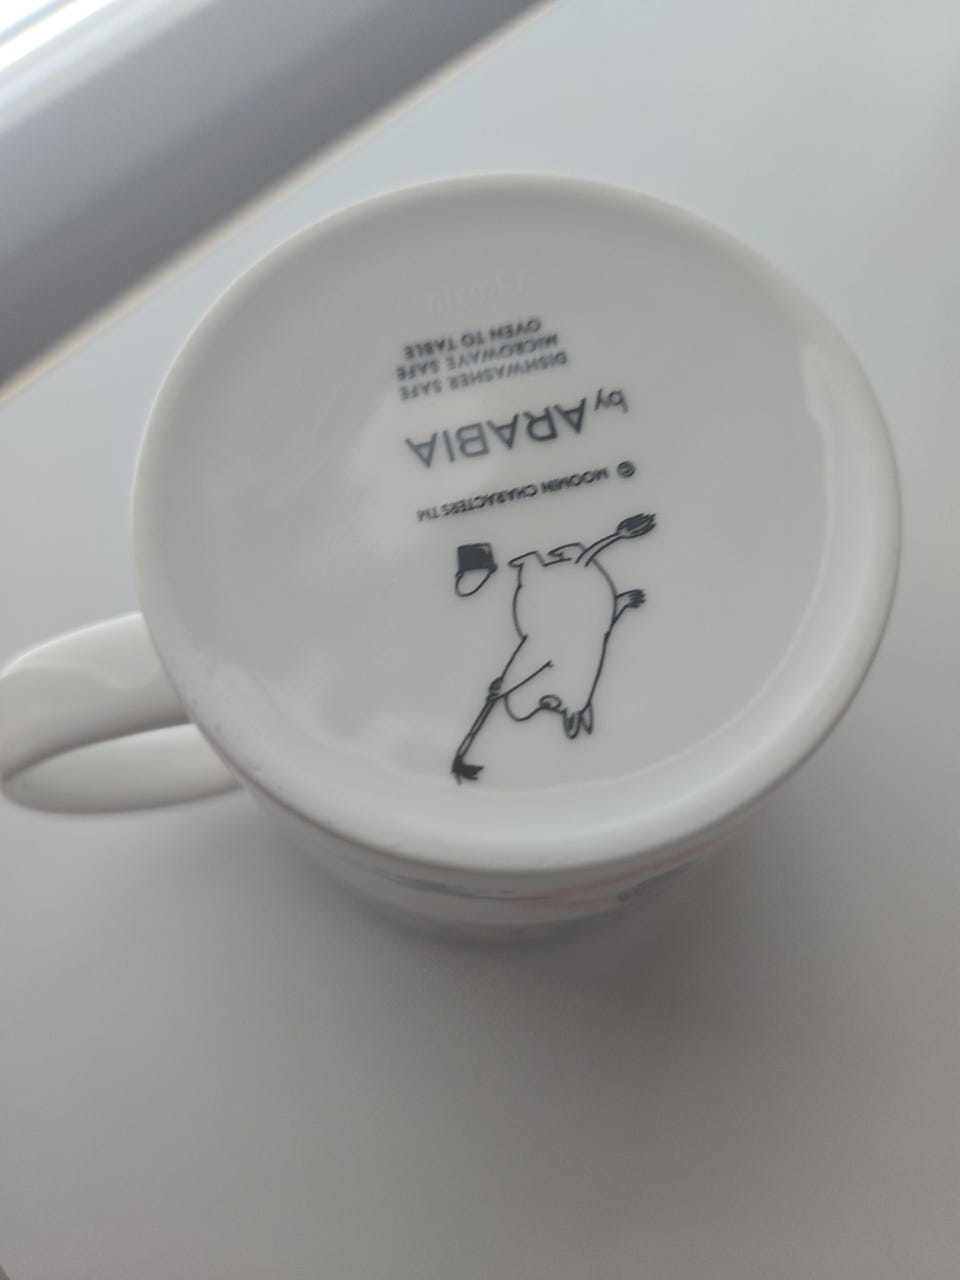 © MOOMIN CHARACTERS TM
by ARABIA
DISHWASHER SAFE
MICROWAVE SAFE
OVEN TO TABLE